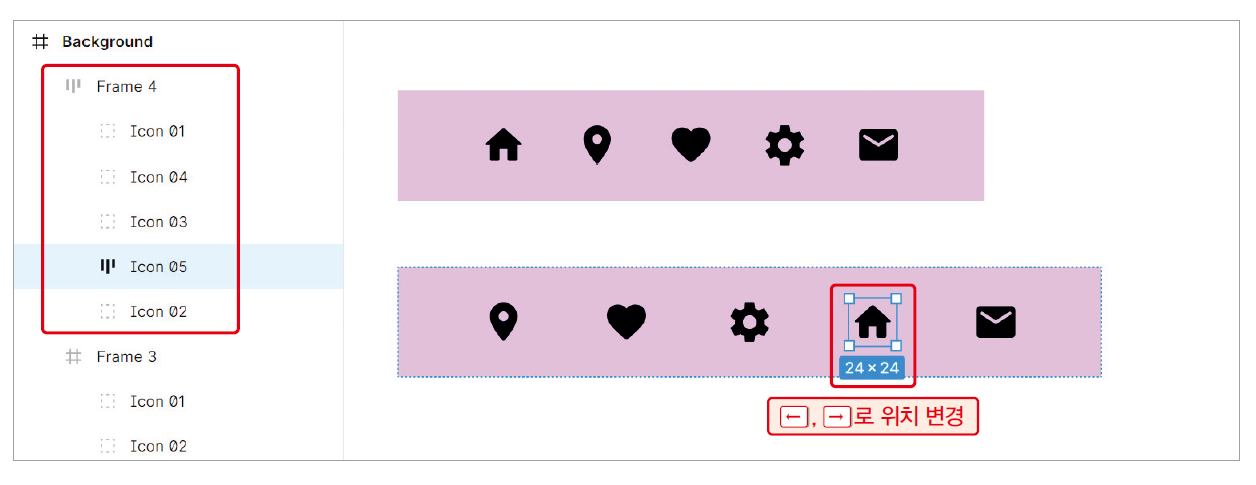 Background
Frame 4
Icon 01
Icon 04
Icon 03
Icon 05
Icon 02
Frame 3
Icon 01
Icon 02
24 × 24
←, →로 위치 변경